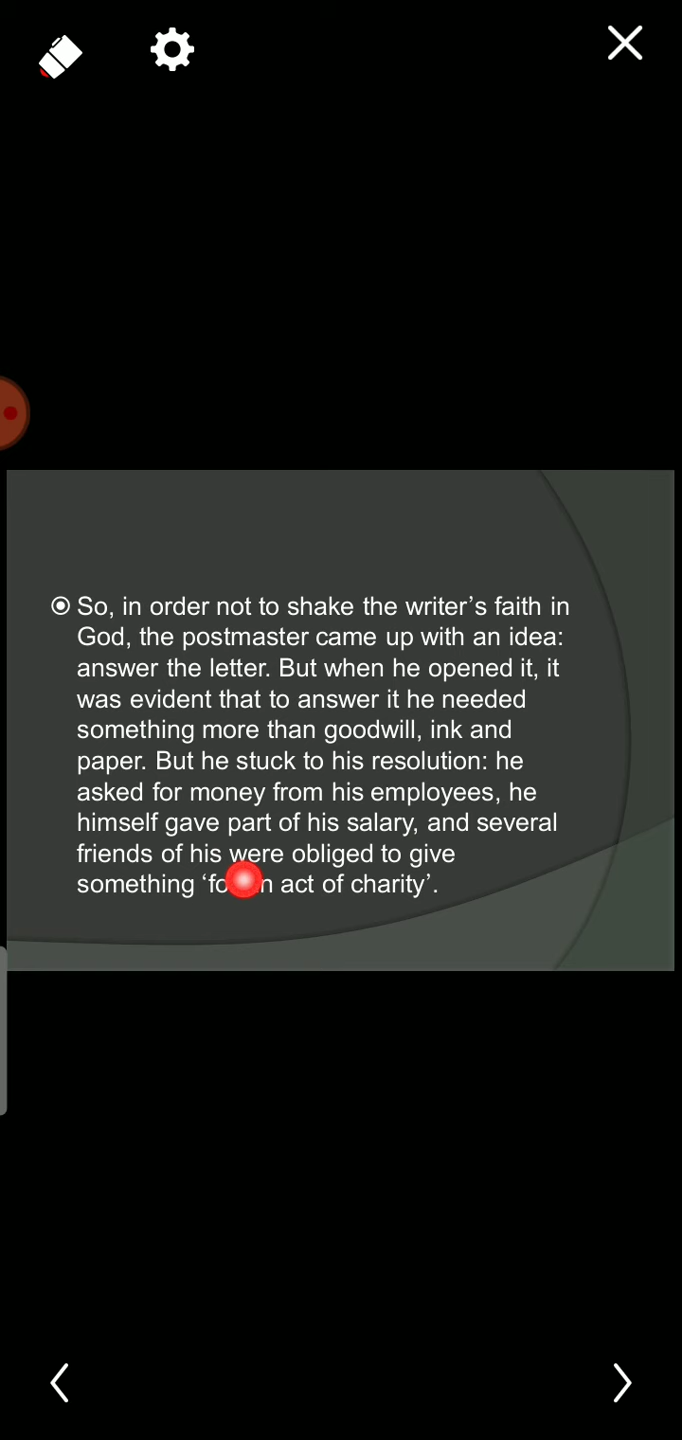 So, in order not to shake the writer’s faith in
God, the postmaster came up with an idea:
answer the letter. But when he opened it, it
was evident that to answer it he needed
something more than goodwill, ink and
paper. But he stuck to his resolution: he
asked for money from his employees, he
himself gave part of his salary, and several
friends of his were obliged to give
something ‘for an act of charity’.